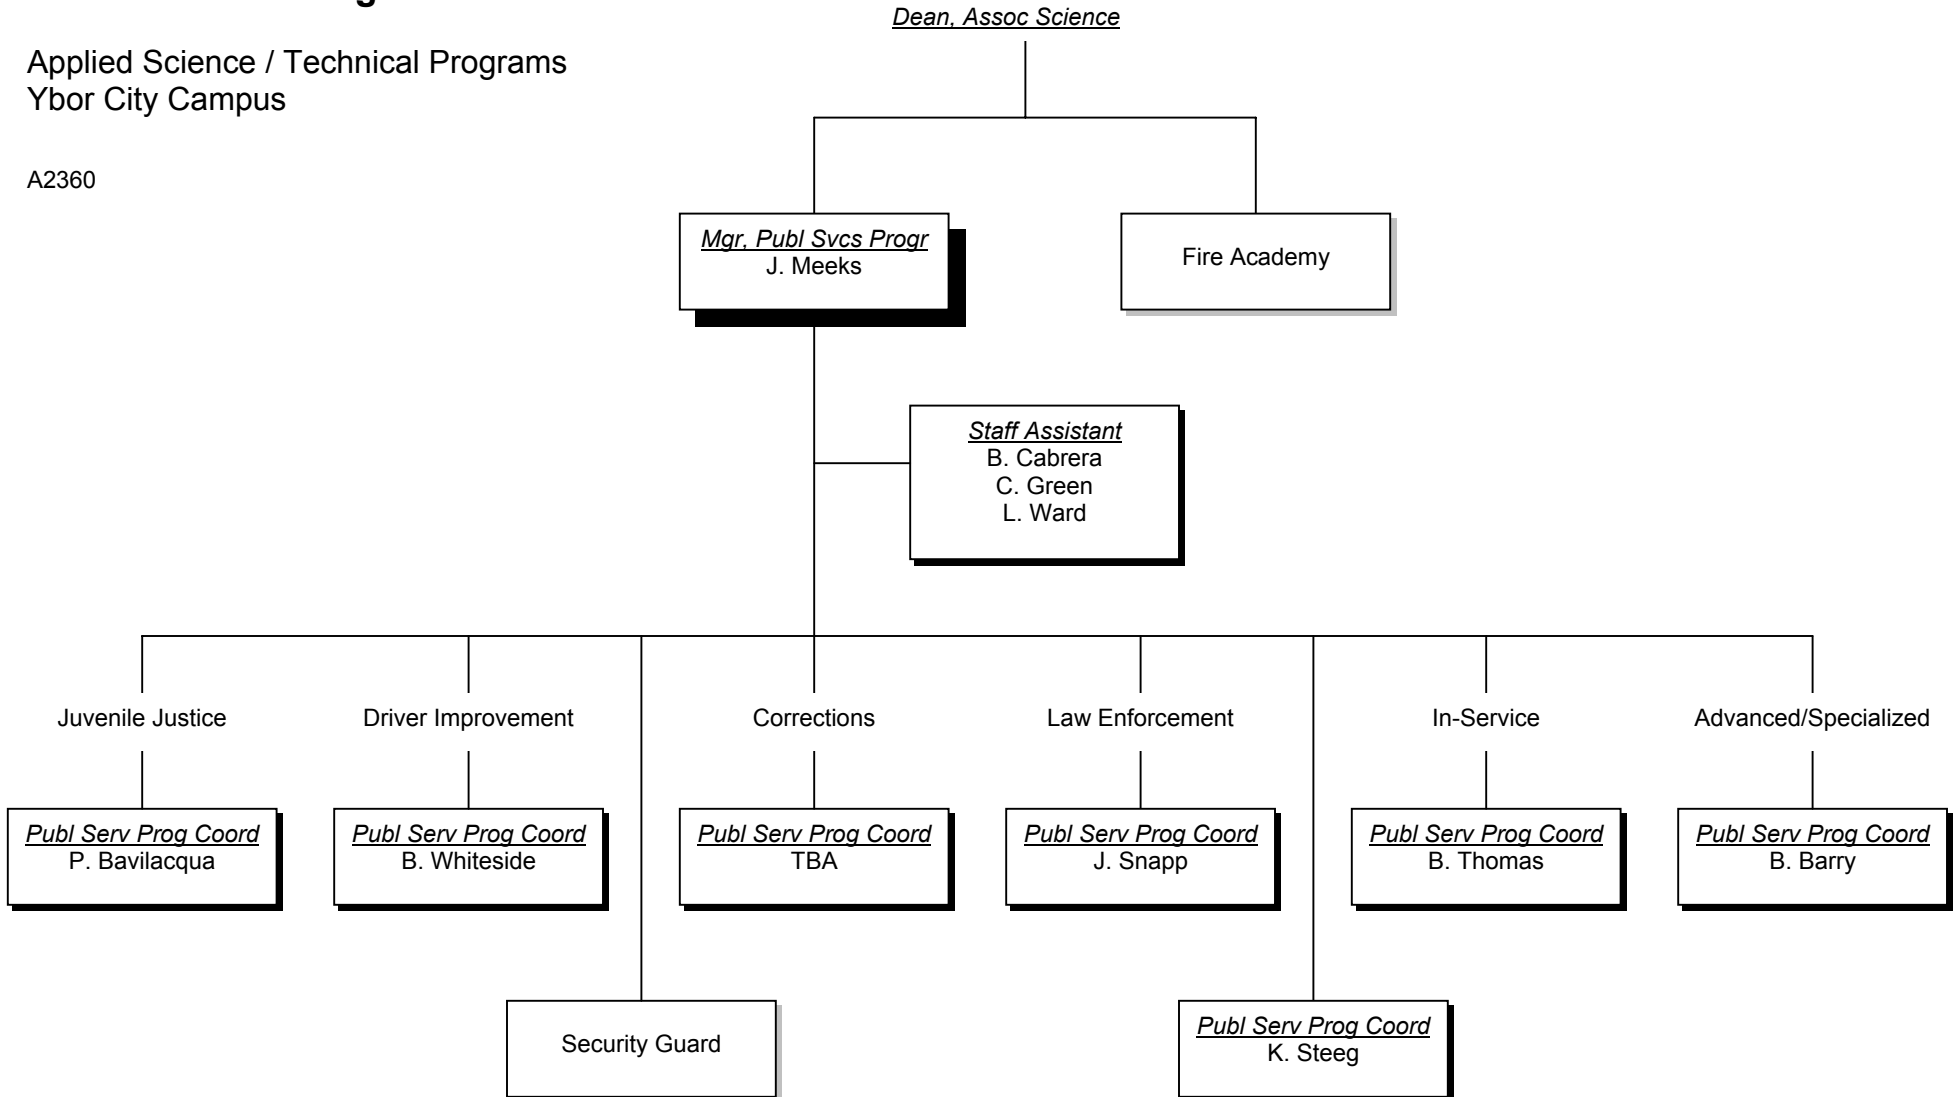 Dean, Assoc Science
Applied Science / Technical Programs
Ybor City Campus
A2360
Mgr, Publ Svcs Progr
J. Meeks
Fire Academy
Staff Assistant
B. Cabrera
C. Green
L. Ward
Juvenile Justice
Driver Improvement
Corrections
Law Enforcement
In-Service
Advanced/Specialized
Publ Serv Prog Coord
P. Bavilacqua
Publ Serv Prog Coord
B. Whiteside
Publ Serv Prog Coord
TBA
Publ Serv Prog Coord
J. Snapp
Publ Serv Prog Coord
B. Thomas
Publ Serv Prog Coord
B. Barry
Security Guard
Publ Serv Prog Coord
K. Steeg